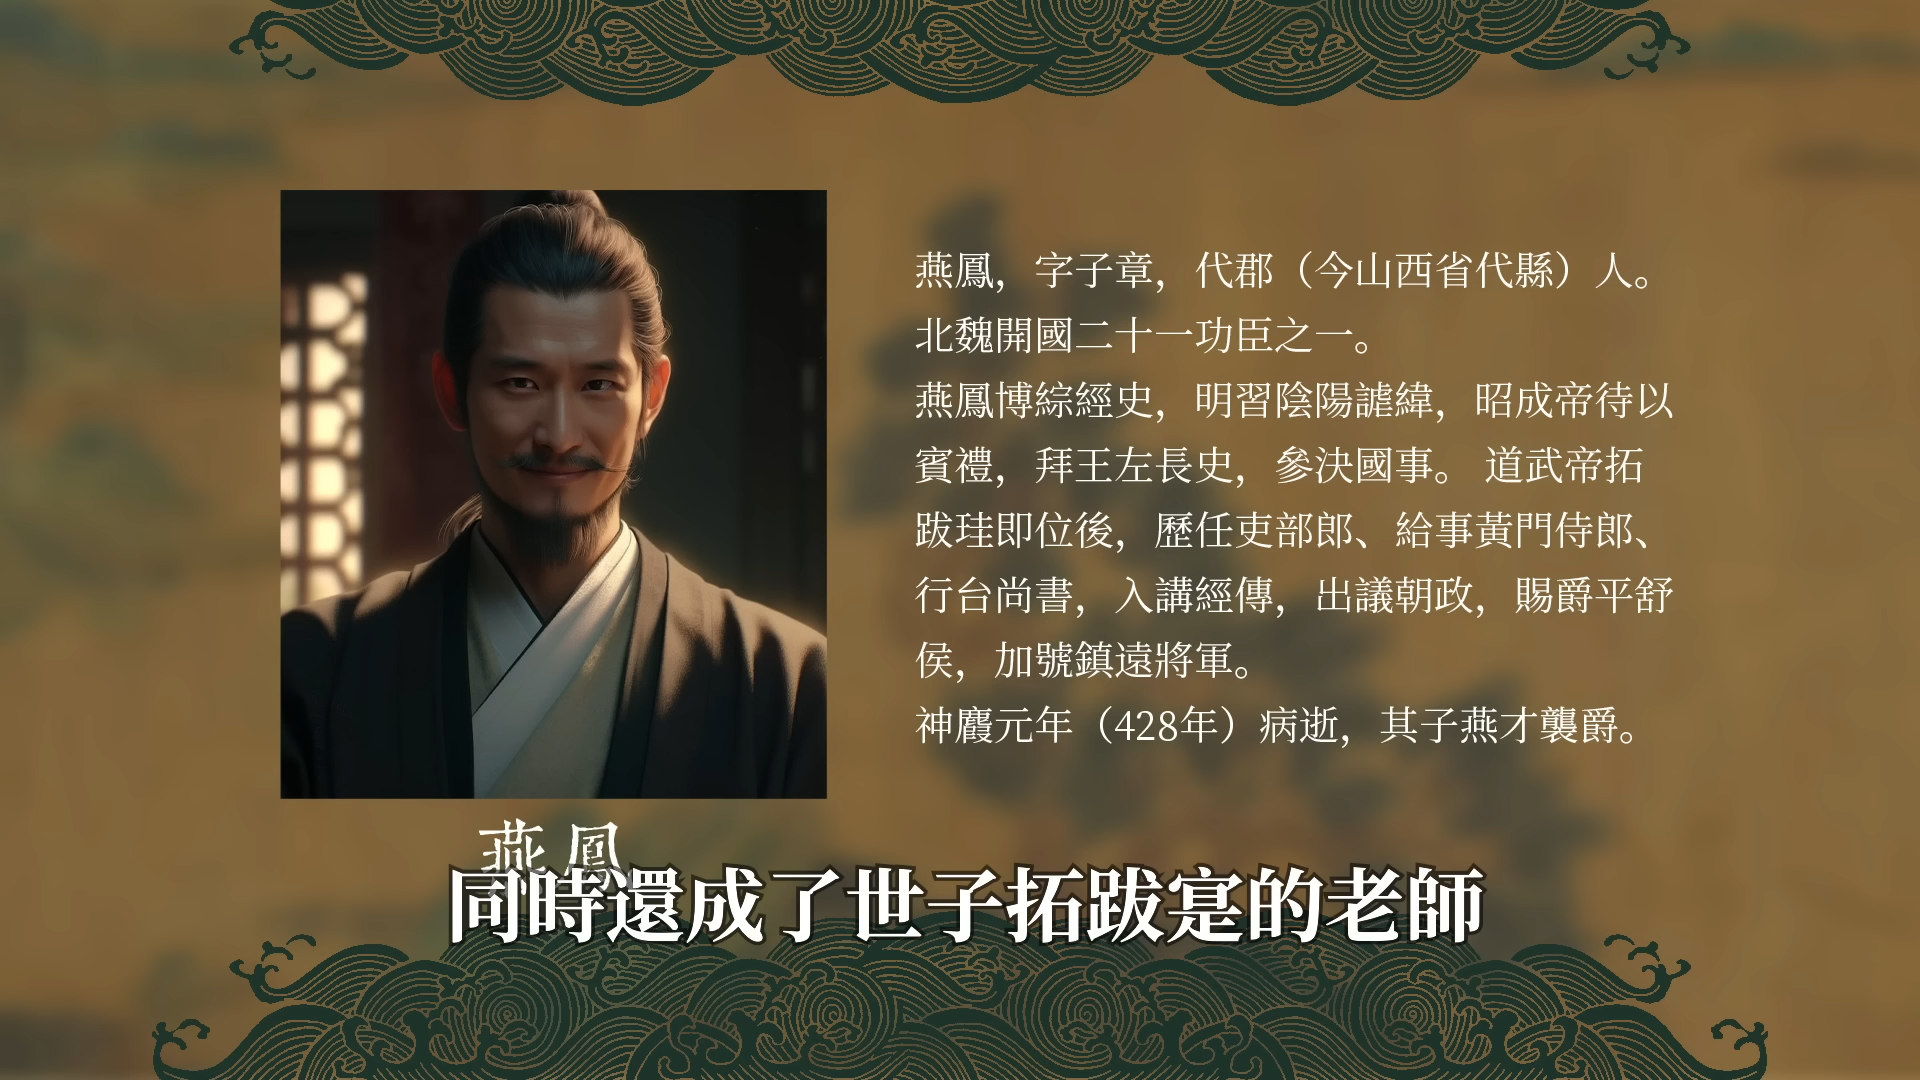 燕鳳，字子章，代郡（今山西省代縣）人。
北魏開國二十一功臣之一。
燕鳳博綜經史，明習陰陽讖緯，昭成帝待以
賓禮，拜王左長史，參決國事。 道武帝拓
跋珪即位後，歷任吏部郎、給事黃門侍郎、
行台尚書，入講經傳，出議朝政，賜爵平舒
侯，加號鎮遠將軍。
神䴥元年（428年）病逝，其子燕才襲爵。
燕鳳
同時還成了世子拓跋寔的老師